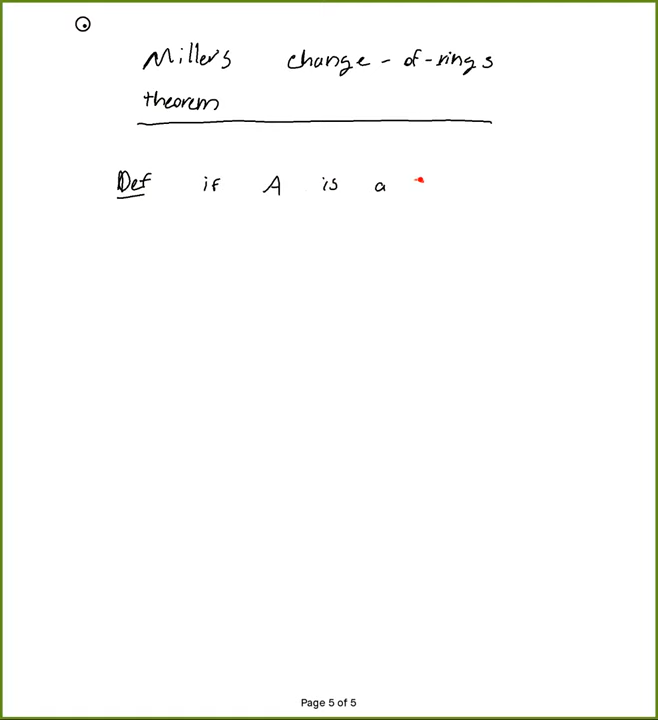 Miller's change-of-rings
theorem
Def if A is a
Page 5 of 5